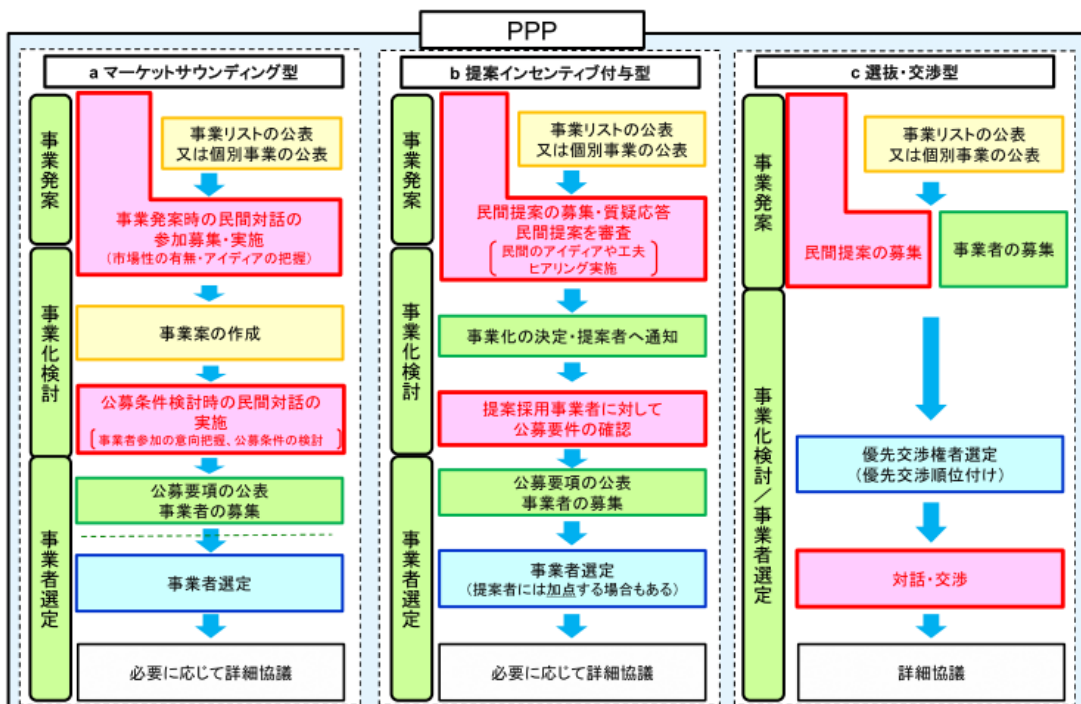 PPP
a マーケットサウンディング型
事業発案
事業リストの公表
又は個別事業の公表
事業発案時の民間対話の
参加募集・実施
(市場性の有無・アイディアの把握)
事業化検討
事業案の作成
公募条件検討時の民間対話の
実施
事業者参加の意向把握、公募条件の検討
事業者選定
公募要項の公表
事業者の募集
事業者選定
必要に応じて詳細協議
b 提案インセンティブ付与型
事業発案
事業リストの公表
又は個別事業の公表
民間提案の募集・質疑応答
民間提案を審査
民間のアイディアや工夫
ヒアリング実施
事業化検討
事業化の決定・提案者へ通知
提案採用事業者に対して
公募要件の確認
事業者選定
公募要項の公表
事業者の募集
事業者選定
(提案者には加点する場合もある)
必要に応じて詳細協議
c 選抜・交渉型
事業発案
事業リストの公表
又は個別事業の公表
民間提案の募集
事業者の募集
事業化検討/事業者選定
優先交渉権者選定
(優先交渉順位付け)
対話・交渉
詳細協議